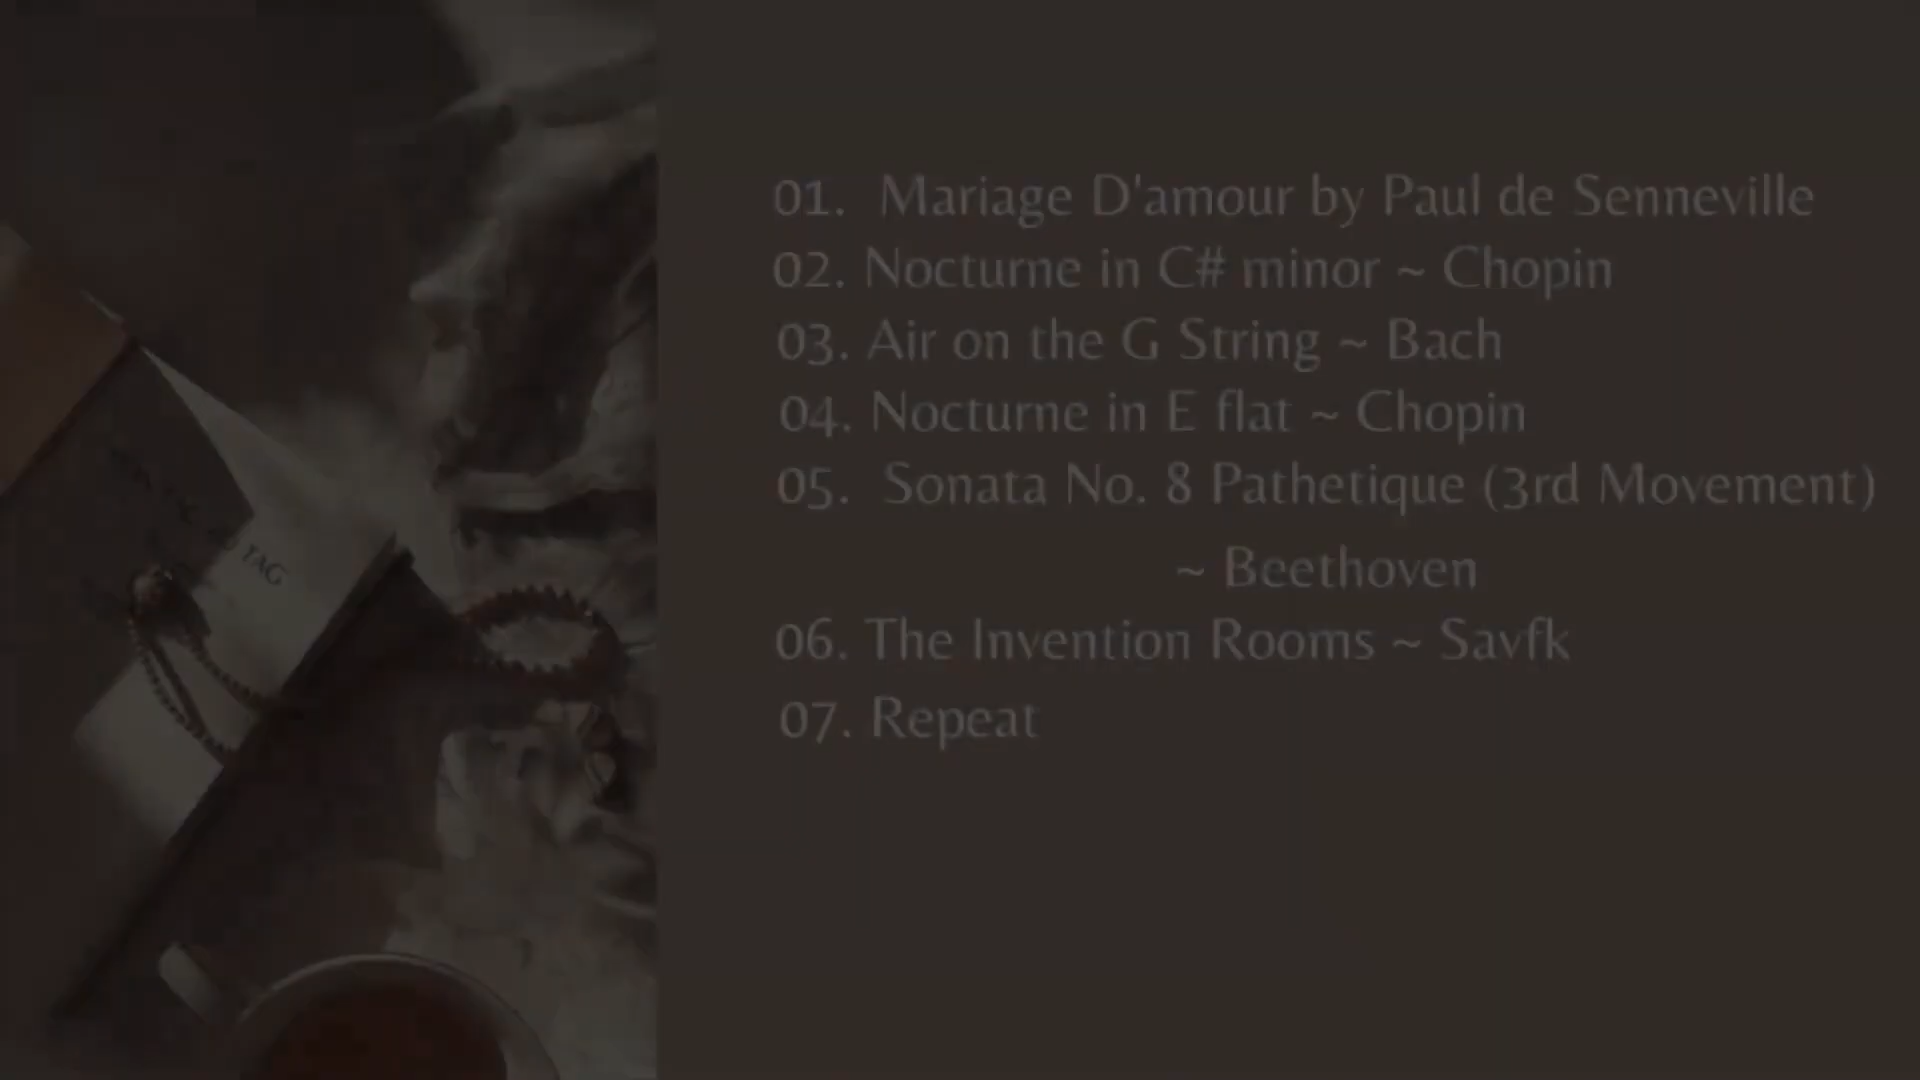 01. Mariage D'amour by Paul de Senneville
02. Nocturne in C# minor ~ Chopin
03. Air on the G String ~ Bach
04. Nocturne in E flat ~ Chopin
05. Sonata No. 8 Pathetique (3rd Movement)
~ Beethoven
06. The Invention Rooms ~ Savfk
07. Repeat
TAG